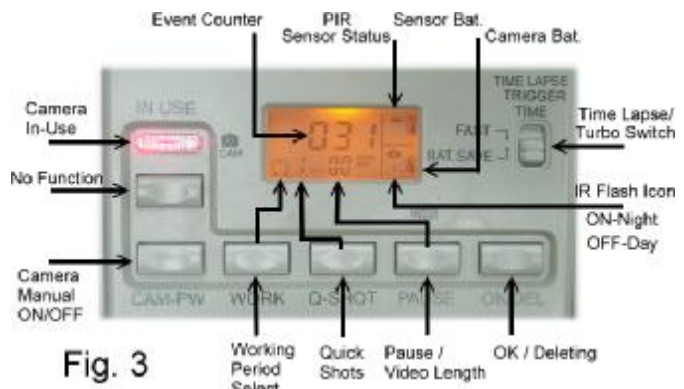 Event Counter
PIR
Sensor Status
Sensor Bat.
Camera Bat.
TIME LAPSE
TRIGGER
TIME
Camera
In-Use
IN USE
CAM
031
00
FAST
BAT. SAVE
Time Lapse/
Turbo Switch
No Function
IR Flash Icon
ON-Night
OFF-Day
Camera
Manual
ON/OFF
CAM-PW
WORK
Q-SHOT
PAUSE
OK/DEL
Fig. 3
Working
Period
Select
Quick
Shots
Pause /
Video Length
OK / Deleting